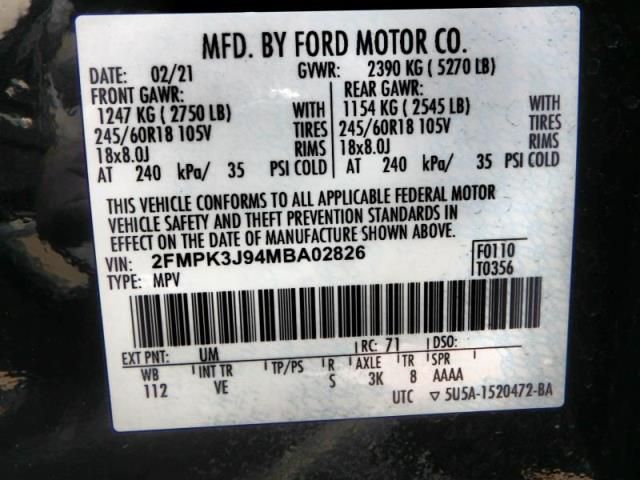 MFD. BY FORD MOTOR CO.
DATE: 02/21 GVWR: 2390 KG ( 5270 LB)
FRONT GAWR: REAR GAWR:
1247 KG ( 2750 LB) WITH 1154 KG ( 2545 LB) WITH
245/60R18 105V TIRES 245/60R18 105V TIRES
18x8.0J RIMS 18x8.0J RIMS
AT 240 kPa/ 35 PSI COLD AT 240 kPa/ 35 PSI COLD
THIS VEHICLE CONFORMS TO ALL APPLICABLE FEDERAL MOTOR
VEHICLE SAFETY AND THEFT PREVENTION STANDARDS IN
EFFECT ON THE DATE OF MANUFACTURE SHOWN ABOVE.
VIN: 2FMPK3J94MBA02826 F0110
TYPE: MPV T0356
EXT PNT: UM RC: 71 DSO:
WB INT TR TP/PS R AXLE TR SPR
112 VE S 3K 8 AAAA
UTC ▽ 5U5A-1520472-BA